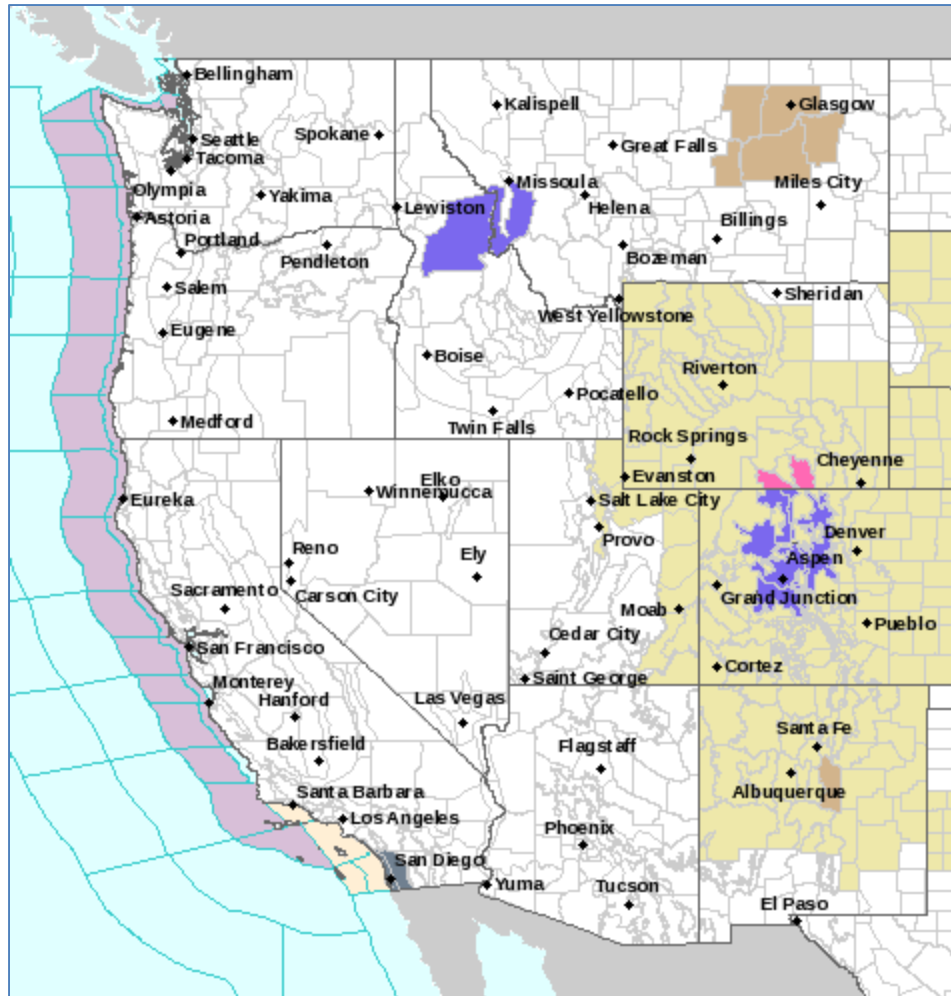 Bellingham
Kalispell
Glasgow
Seattle
Spokane
Great Falls
Tacoma
Olympia
Yakima
Missoula
Miles City
Astoria
Lewiston
Helena
Billings
Portland
Pendleton
Bozeman
Salem
Sheridan
West Yellowstone
Eugene
Boise
Riverton
Pocatello
Medford
Twin Falls
Rock Springs
Cheyenne
Elko
Evanston
Eureka
Winnemucca
Salt Lake City
Provo
Denver
Reno
Ely
Aspen
Sacramento
Carson City
Grand Junction
Moab
Pueblo
Cedar City
San Francisco
Cortez
Saint George
Monterey
Hanford
Las Vegas
Santa Fe
Bakersfield
Flagstaff
Albuquerque
Santa Barbara
Los Angeles
Phoenix
San Diego
Yuma
Tucson
El Paso